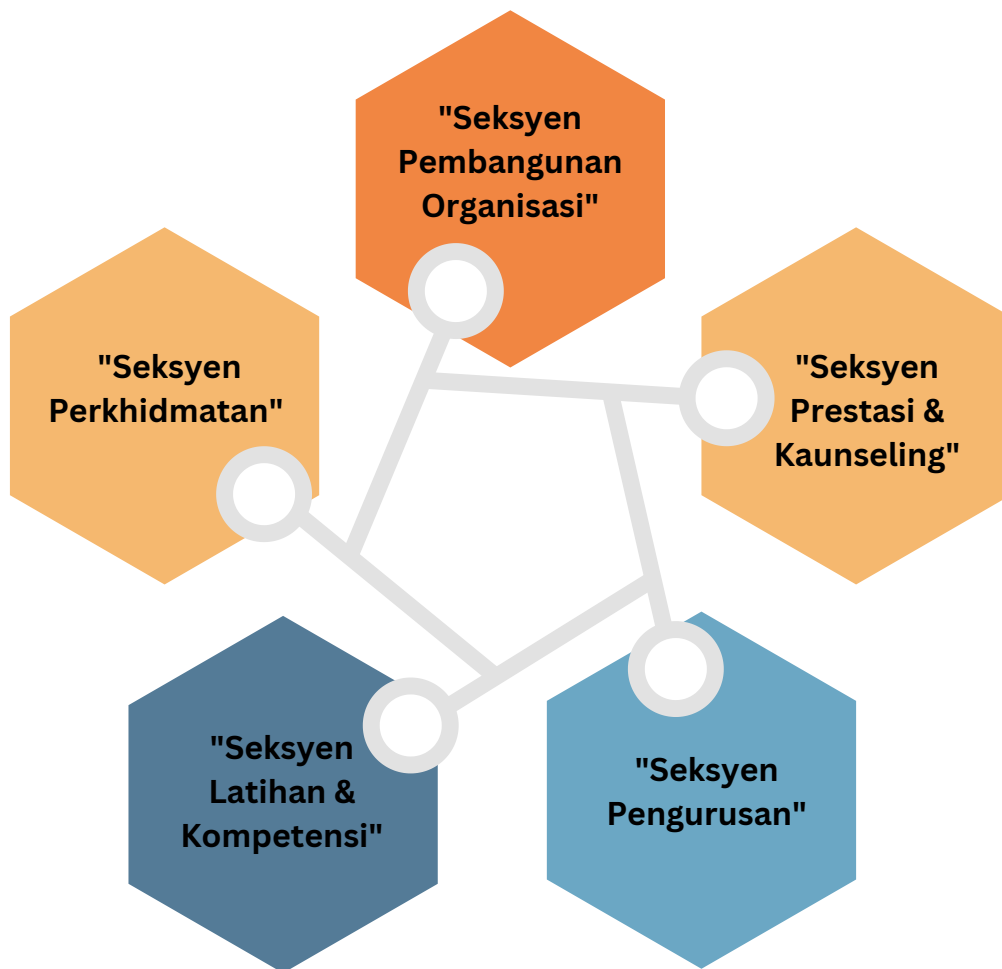 "Seksyen
Pembangunan
Organisasi"
"Seksyen
Perkhidmatan"
"Seksyen
Prestasi &
Kaunseling"
"Seksyen
Latihan &
Kompetensi"
"Seksyen
Pengurusan"